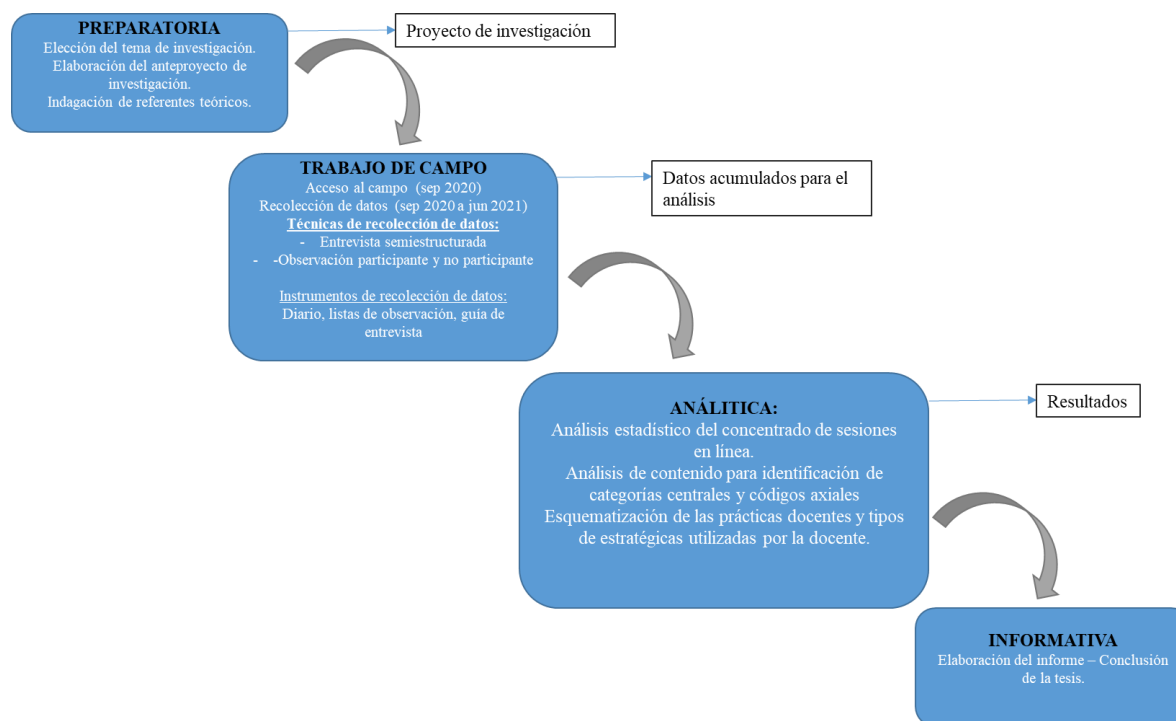 PREPARATORIA
Elección del tema de investigación.
Elaboración del anteproyecto de
investigación.
Indagación de referentes teóricos.
Proyecto de investigación
TRABAJO DE CAMPO
Acceso al campo (sep 2020)
Recolección de datos (sep 2020 a jun 2021)
Técnicas de recolección de datos:
- Entrevista semiestructurada
- -Observación participante y no participante
Instrumentos de recolección de datos:
Diario, listas de observación, guía de
entrevista
Datos acumulados para el
análisis
ANÁLITICA:
Análisis estadístico del concentrado de sesiones
en línea.
Análisis de contenido para identificación de
categorías centrales y códigos axiales
Esquematización de las prácticas docentes y tipos
de estratégicas utilizadas por la docente.
Resultados
INFORMATIVA
Elaboración del informe – Conclusión
de la tesis.